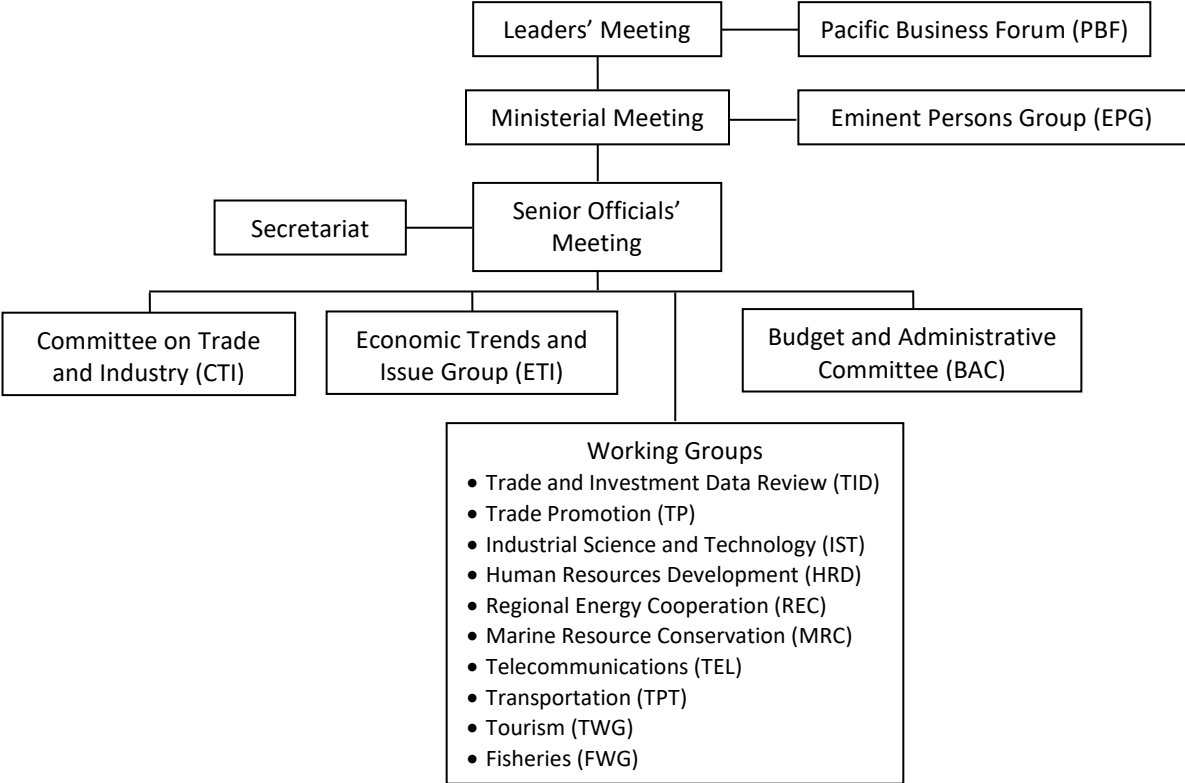 Leaders’ Meeting
Pacific Business Forum (PBF)
Ministerial Meeting
Eminent Persons Group (EPG)
Secretariat
Senior Officials’
Meeting
Committee on Trade
and Industry (CTI)
Economic Trends and
Issue Group (ETI)
Budget and Administrative
Committee (BAC)
Working Groups
• Trade and Investment Data Review (TID)
• Trade Promotion (TP)
• Industrial Science and Technology (IST)
• Human Resources Development (HRD)
• Regional Energy Cooperation (REC)
• Marine Resource Conservation (MRC)
• Telecommunications (TEL)
• Transportation (TPT)
• Tourism (TWG)
• Fisheries (FWG)